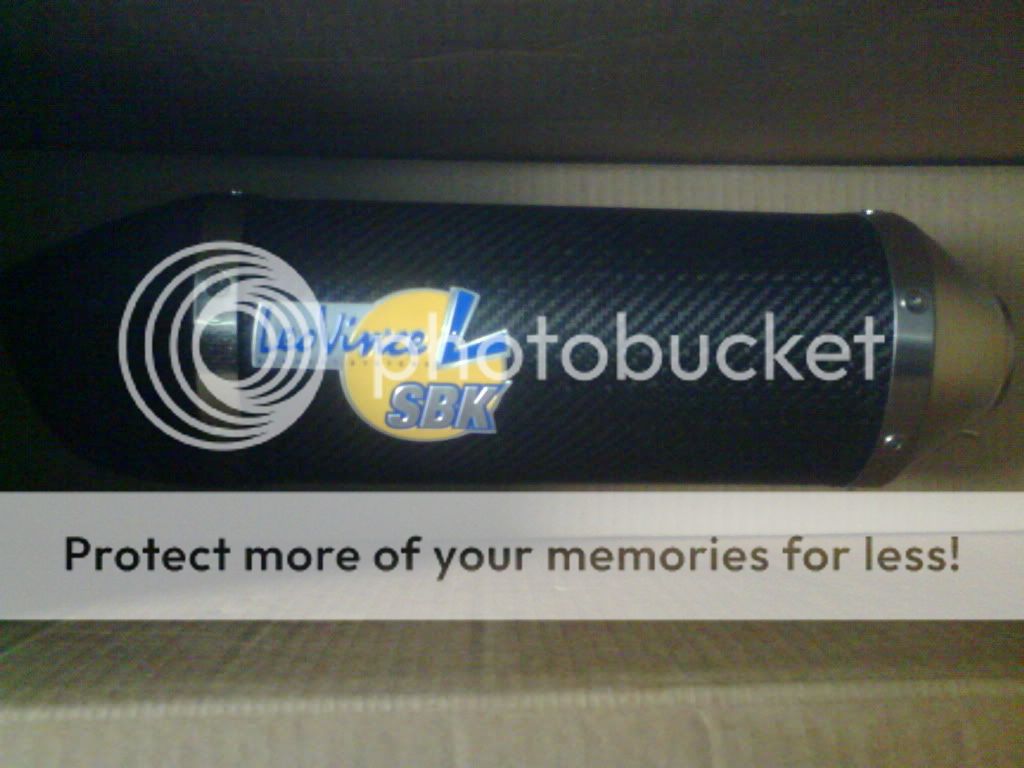 LeoVince
SBK
photobucket
Protect more of your memories for less!